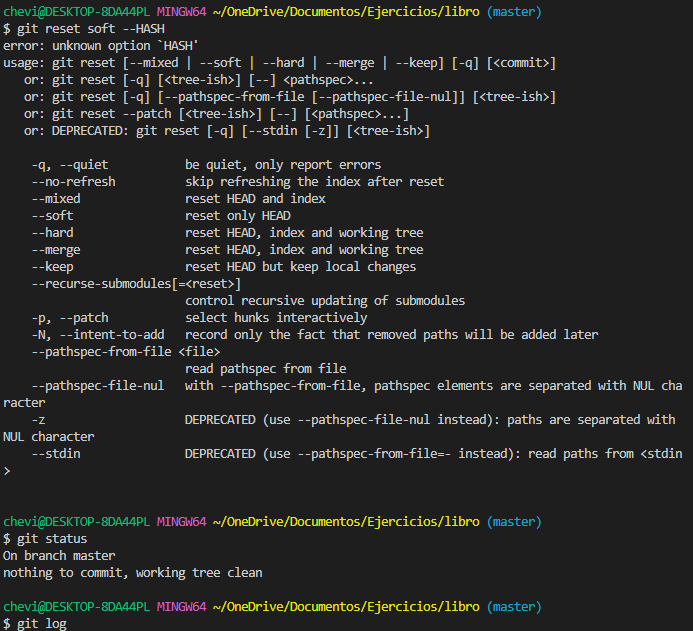 chevi@DESKTOP-8DA44PL MINGW64 ~/OneDrive/Documentos/Ejercicios/libro (master)
$ git reset soft --HASH
error: unknown option `HASH'
usage: git reset [--mixed | --soft | --hard | --merge | --keep] [-q] [<commit>]
   or: git reset [-q] [<tree-ish>] [--] <pathspec>...
   or: git reset [-q] [--pathspec-from-file [--pathspec-file-nul]] [<tree-ish>]
   or: git reset --patch [<tree-ish>] [--] [<pathspec>...]
   or: DEPRECATED: git reset [-q] [--stdin [-z]] [<tree-ish>]

    -q, --quiet           be quiet, only report errors
    --no-refresh          skip refreshing the index after reset
    --mixed               reset HEAD and index
    --soft                reset only HEAD
    --hard                reset HEAD, index and working tree
    --merge               reset HEAD, index and working tree
    --keep                reset HEAD but keep local changes
    --recurse-submodules[=<reset>]
                          control recursive updating of submodules
    -p, --patch           select hunks interactively
    -N, --intent-to-add   record only the fact that removed paths will be added later
    --pathspec-from-file <file>
                          read pathspec from file
    --pathspec-file-nul   with --pathspec-from-file, pathspec elements are separated with NUL cha
racter
    -z                    DEPRECATED (use --pathspec-file-nul instead): paths are separated with
NUL character
    --stdin               DEPRECATED (use --pathspec-from-file=- instead): read paths from <stdin
>

chevi@DESKTOP-8DA44PL MINGW64 ~/OneDrive/Documentos/Ejercicios/libro (master)
$ git status
On branch master
nothing to commit, working tree clean

chevi@DESKTOP-8DA44PL MINGW64 ~/OneDrive/Documentos/Ejercicios/libro (master)
$ git log